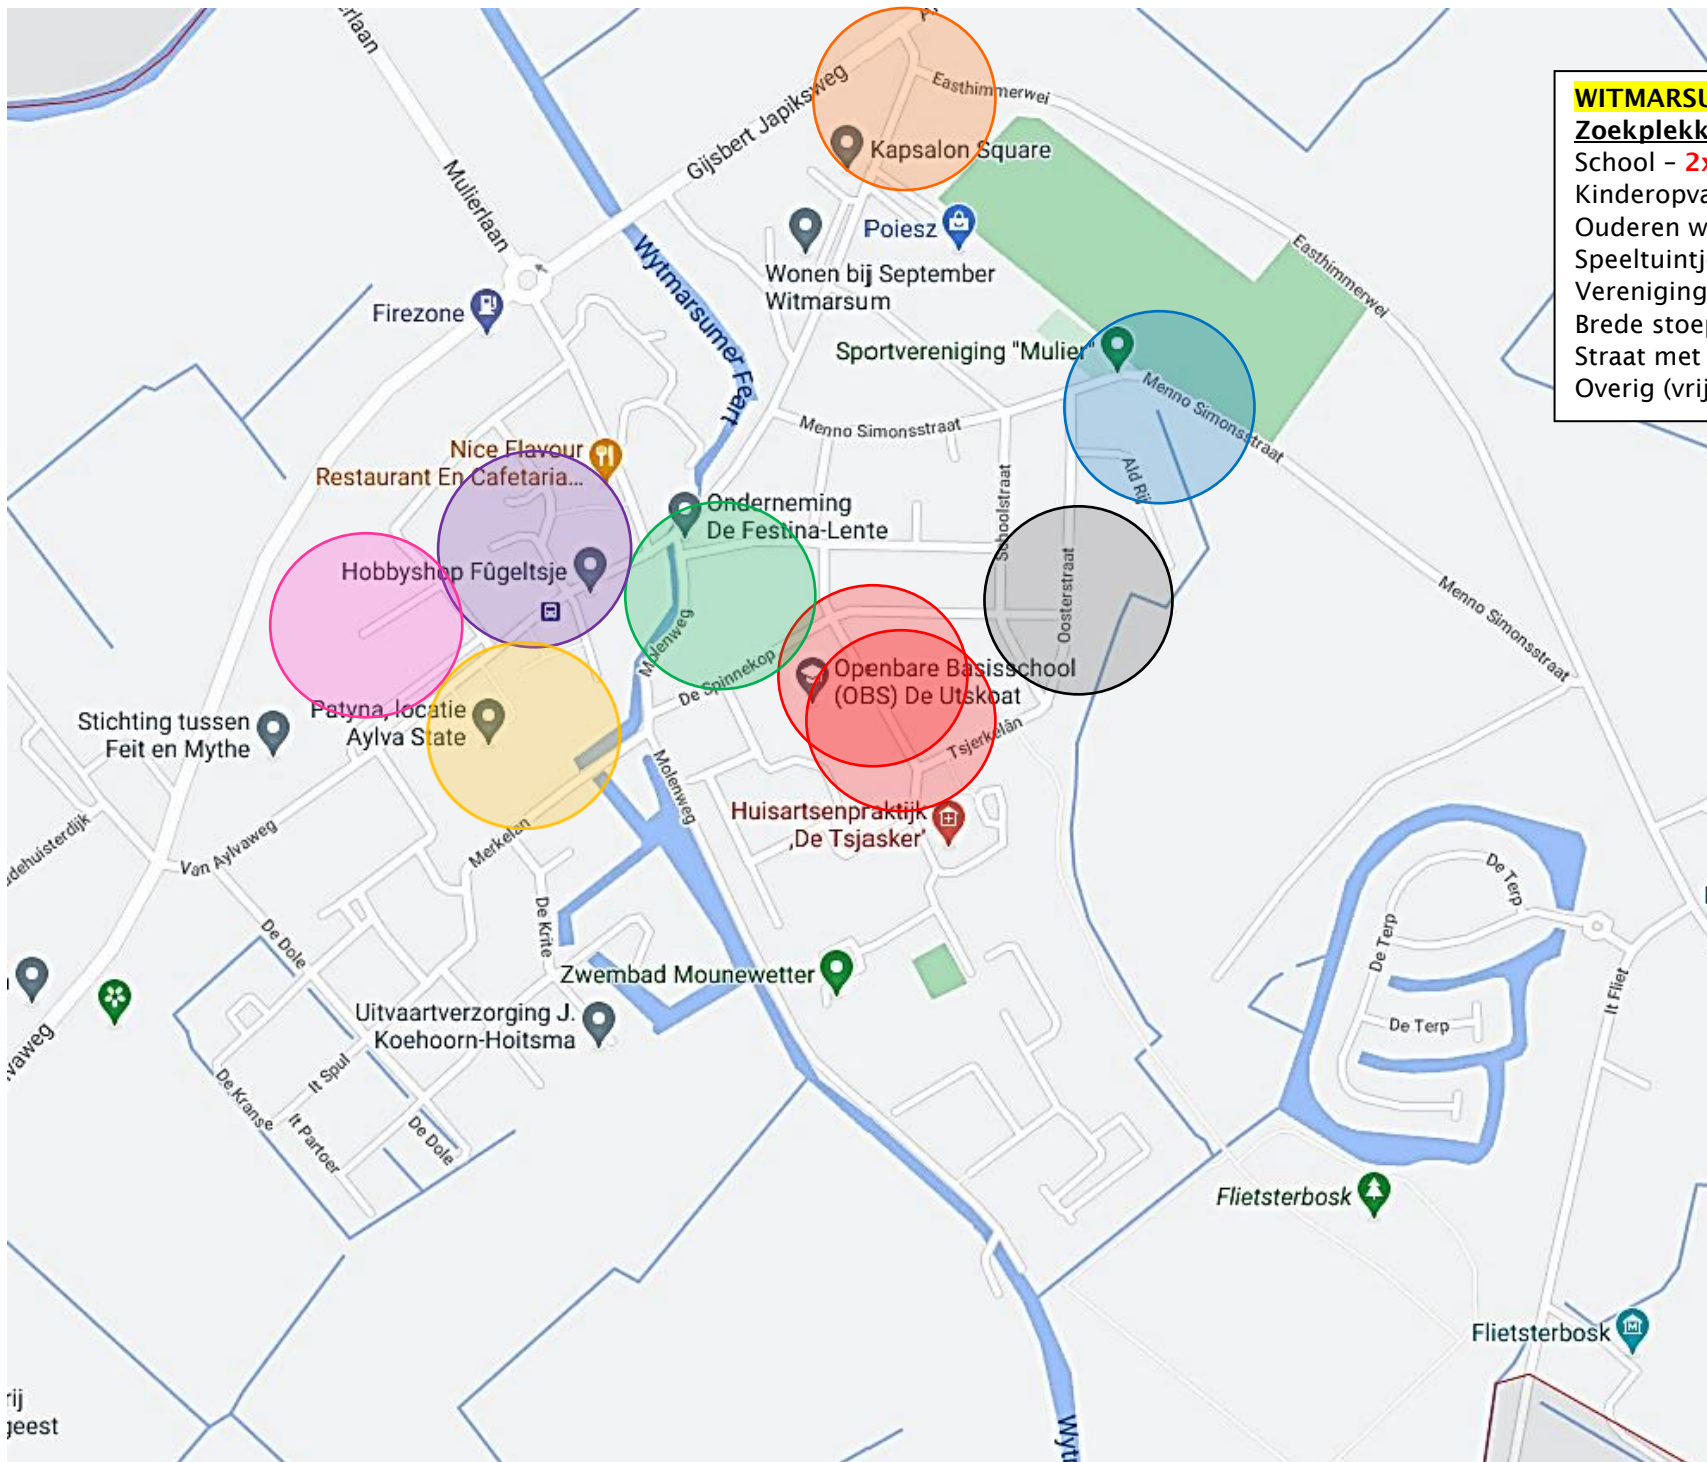 Easthimmerwei
Gijsbert Japiksweg
Kapsalon Square
Mulierlaan
Poiesz
Wonen bij September
Witmarsum
Easthimmerwei
Wytmarsumer Feart
Firezone
Sportvereniging "Mulier"
Menno Simonsstraat
Menno Simonsstraat
Nice Flavour
Restaurant En Cafetaria...
Onderneming
De Festina-Lente
Schoolstraat
Hobbyshop Fûgeltsje
Oosterstraat
Menno Simonsstraat
Molenweg
De Spinnekop
Openbare Basisschool
(OBS) De Utskoat
Patyna, locatie
Aylva State
Stichting tussen
Feit en Mythe
Tsjerkelân
Molenweg
Huisartsenpraktijk
,De Tsjasker'
Merkelan
Van Aylvaweg
De Terp
De Krite
De Dole
De Terp
Zwembad Mounewetter
It Fliet
Uitvaartverzorging J.
Koehoorn-Hoitsma
De Terp
It Spul
De Kranse
It Partoer
De Dole
Flietsterbosk
Flietsterbosk
WITMARSU
Zoekplekk
School – 2x
Kinderopva
Ouderen w
Speeltuintj
Vereniging
Brede stoep
Straat met
Overig (vrij